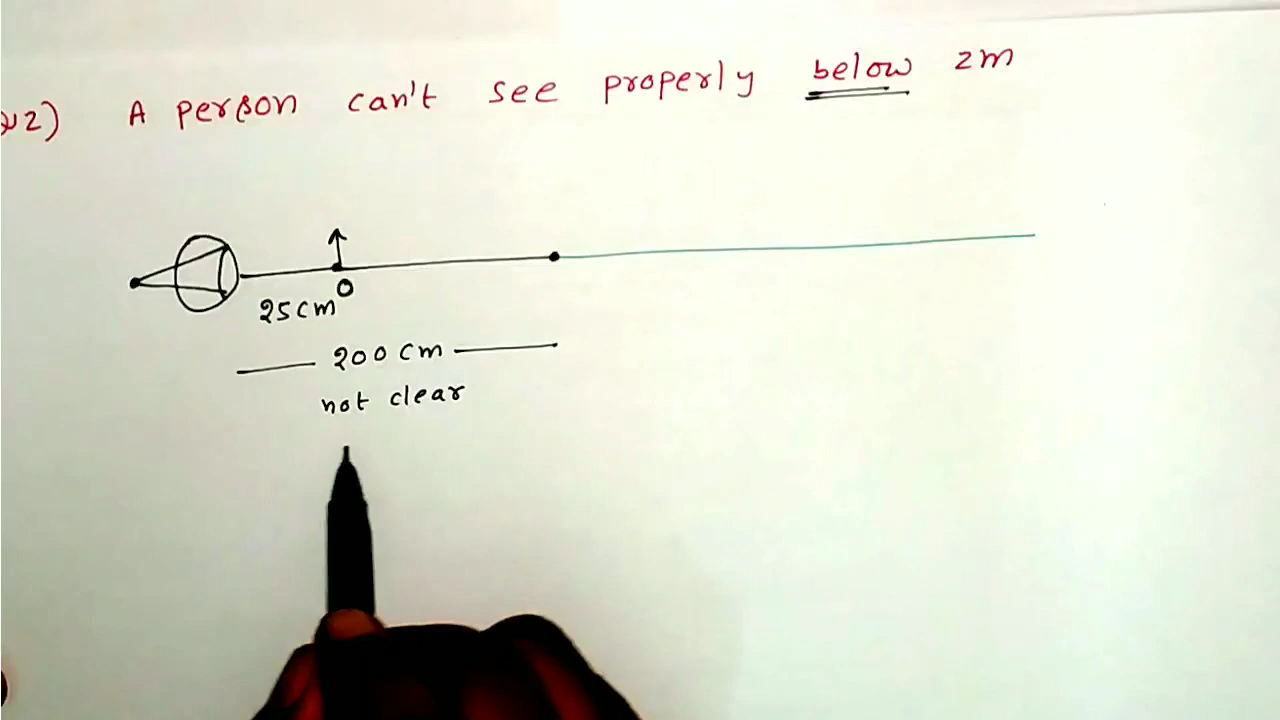 A person can't see properly below 2m
O
25cm
200 cm
not clear